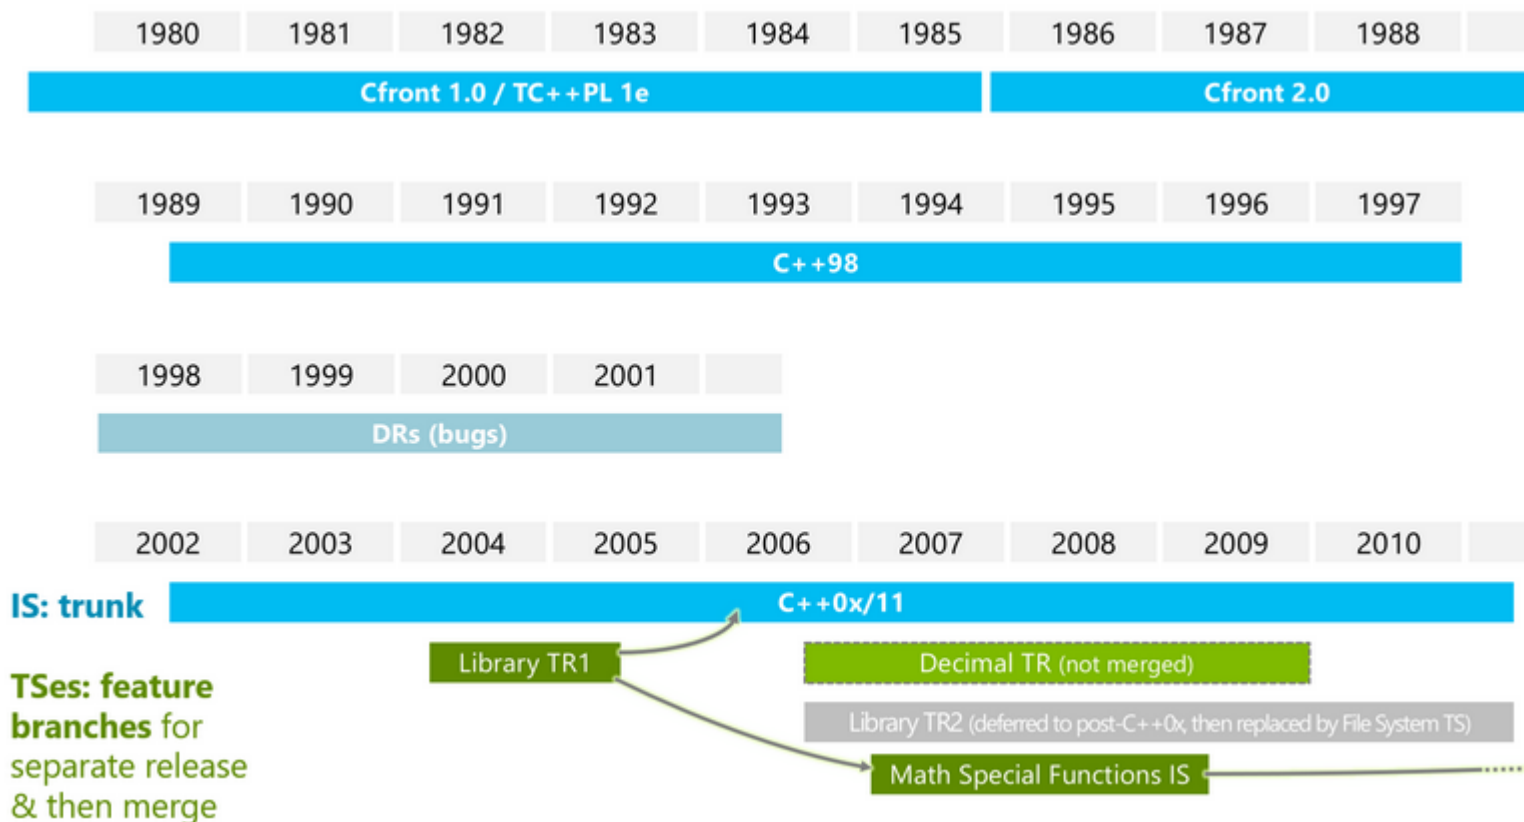 1980 1981 1982 1983 1984 1985 1986 1987 1988
Cfront 1.0 / TC++PL 1e Cfront 2.0
1989 1990 1991 1992 1993 1994 1995 1996 1997
C++98
1998 1999 2000 2001
DRs (bugs)
2002 2003 2004 2005 2006 2007 2008 2009 2010
IS: trunk
C++0x/11
Library TR1
Decimal TR (not merged)
Library TR2 (deferred to post-C++0x, then replaced by File System TS)
Math Special Functions IS
TSes: feature
branches for
separate release
& then merge